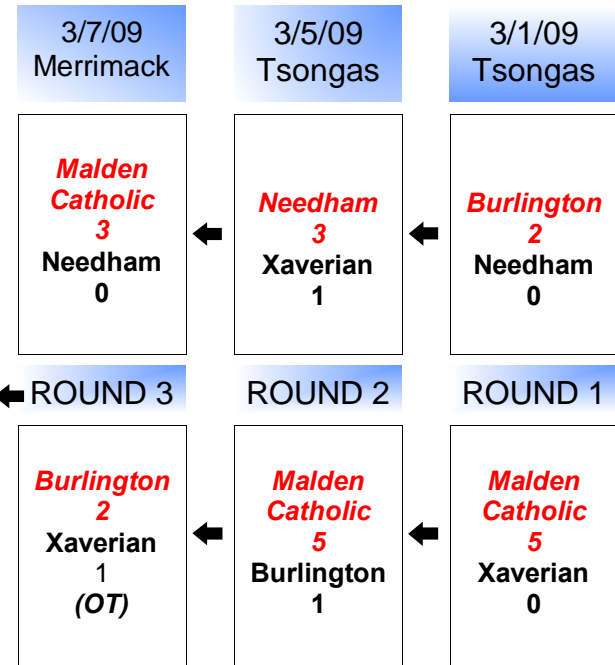 3/7/09
Merrimack
3/5/09
Tsongas
3/1/09
Tsongas
Malden
Catholic
3
Needham
0
Needham
3
Xaverian
1
Burlington
2
Needham
0
ROUND 3
ROUND 2
ROUND 1
Burlington
2
Xaverian
1
(OT)
Malden
Catholic
5
Burlington
1
Malden
Catholic
5
Xaverian
0